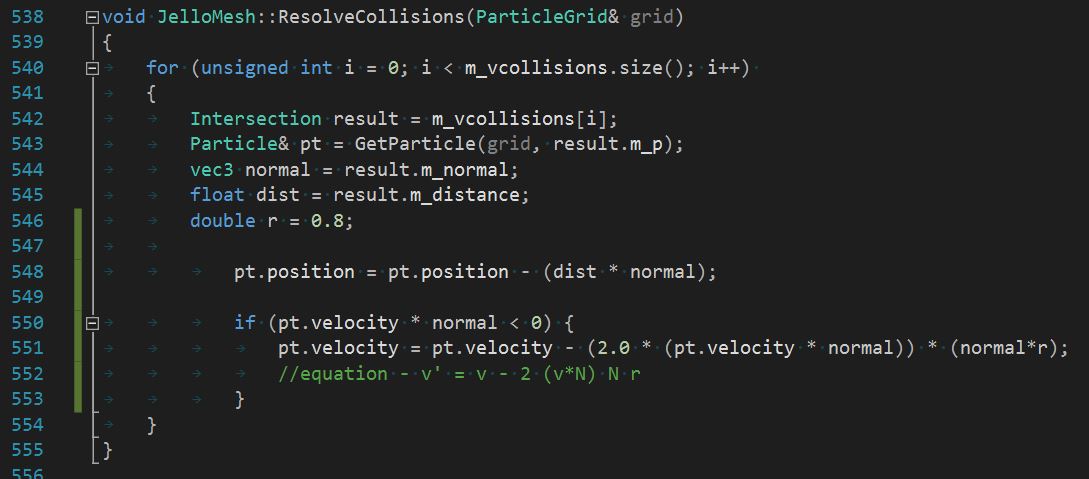 538 void JelloMesh::ResolveCollisions(ParticleGrid& grid)
539 {
540 for (unsigned int i = 0; i < m_vcollisions.size(); i++)
541 {
542 Intersection result = m_vcollisions[i];
543 Particle& pt = GetParticle(grid, result.m_p);
544 vec3 normal = result.m_normal;
545 float dist = result.m_distance;
546 double r = 0.8;
547
548 pt.position = pt.position - (dist * normal);
549
550 if (pt.velocity * normal < 0) {
551 pt.velocity = pt.velocity - (2.0 * (pt.velocity * normal)) * (normal*r);
552 //equation - v' = v - 2 (v*N) N r
553 }
554 }
555 }
556